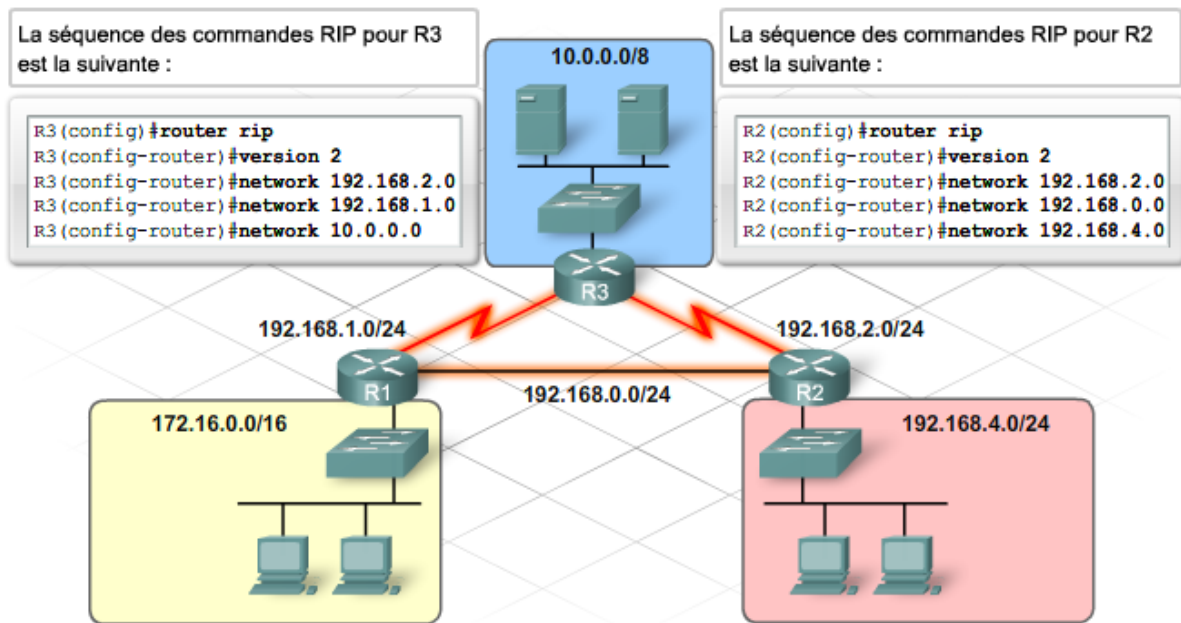 La séquence des commandes RIP pour R3
est la suivante :
R3(config)#router rip
R3(config-router)#version 2
R3(config-router)#network 192.168.2.0
R3(config-router)#network 192.168.1.0
R3(config-router)#network 10.0.0.0
La séquence des commandes RIP pour R2
est la suivante :
R2(config)#router rip
R2(config-router)#version 2
R2(config-router)#network 192.168.2.0
R2(config-router)#network 192.168.0.0
R2(config-router)#network 192.168.4.0
10.0.0.0/8
R3
192.168.1.0/24
192.168.2.0/24
R1
192.168.0.0/24
R2
172.16.0.0/16
192.168.4.0/24